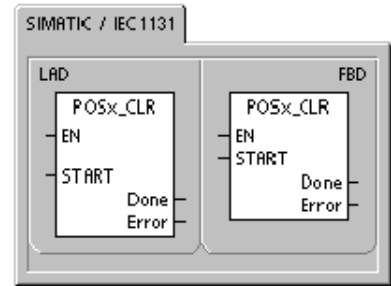 SIMATIC / IEC 1131
LAD
FBD
POSx_CLR
EN
START
Done
Error
POSx_CLR
EN
START
Done
Error